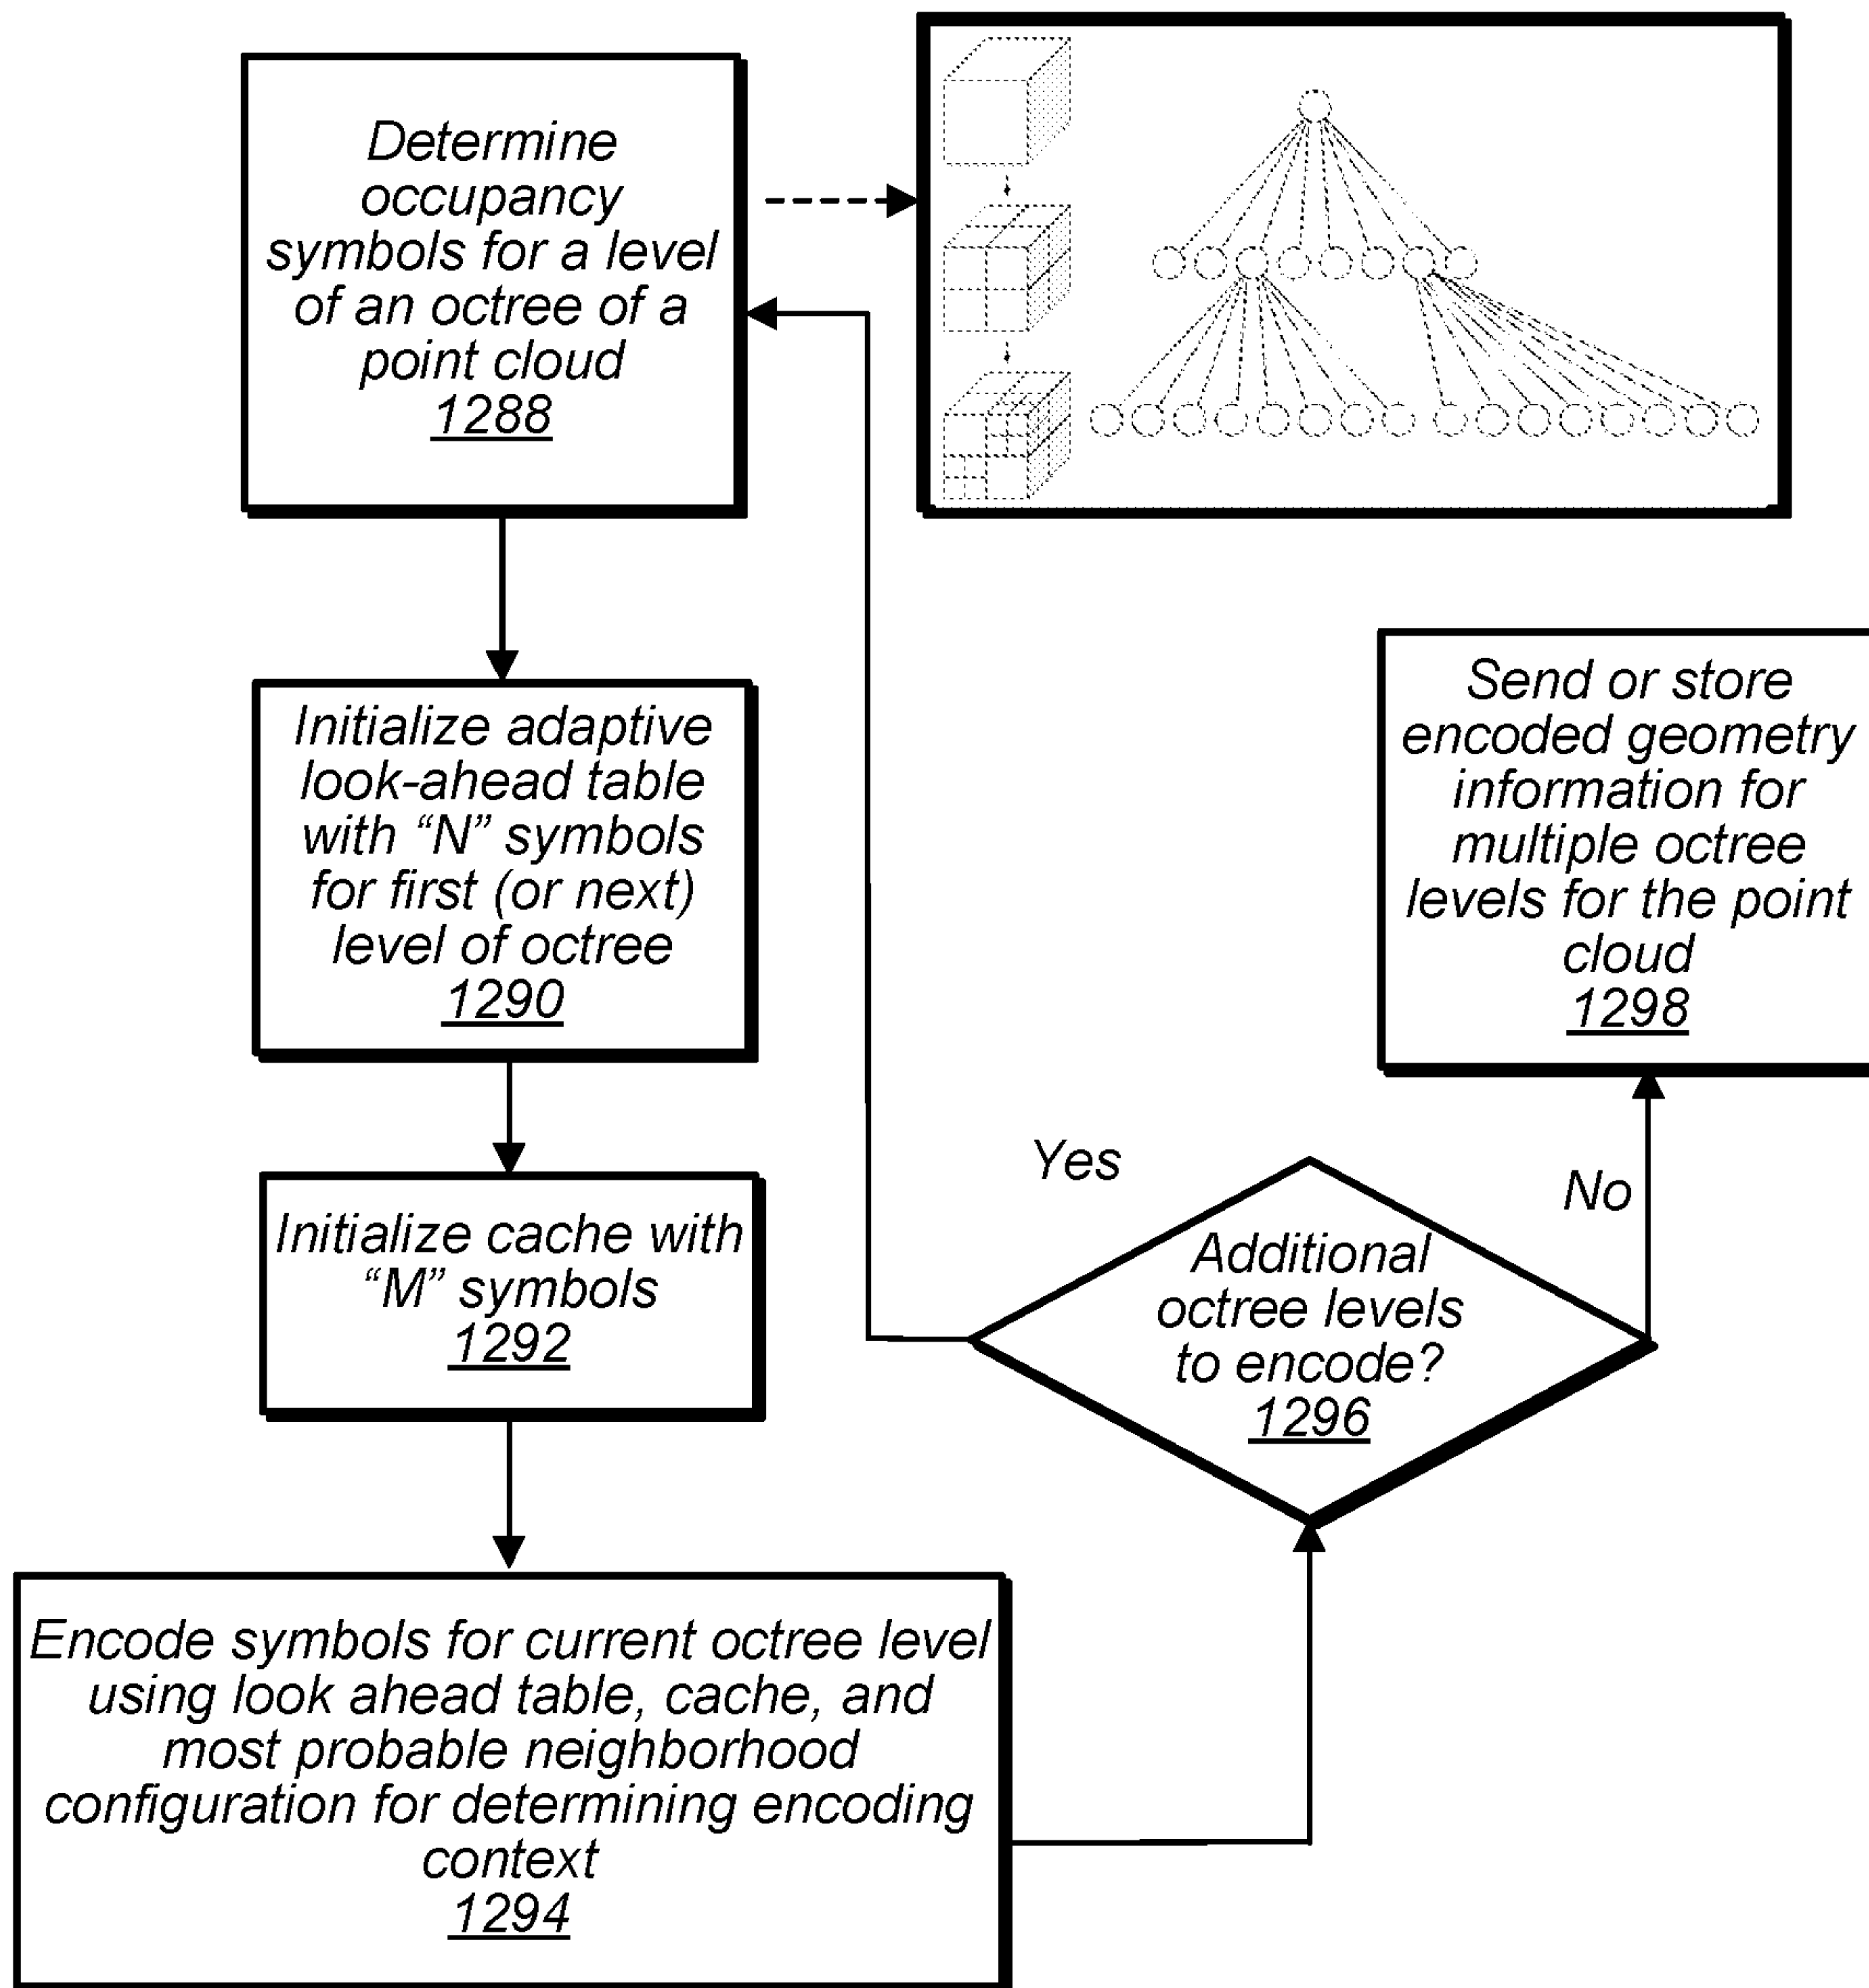 Determine
occupancy
symbols for a level
of an octree of a
point cloud
1288
Initialize adaptive
look-ahead table
with “N” symbols
for first (or next)
level of octree
1290
Initialize cache with
“M” symbols
1292
Encode symbols for current octree level
using look ahead table, cache, and
most probable neighborhood
configuration for determining encoding
context
1294
Additional
octree levels
to encode?
1296
Yes
No
Send or store
encoded geometry
information for
multiple octree
levels for the point
cloud
1298